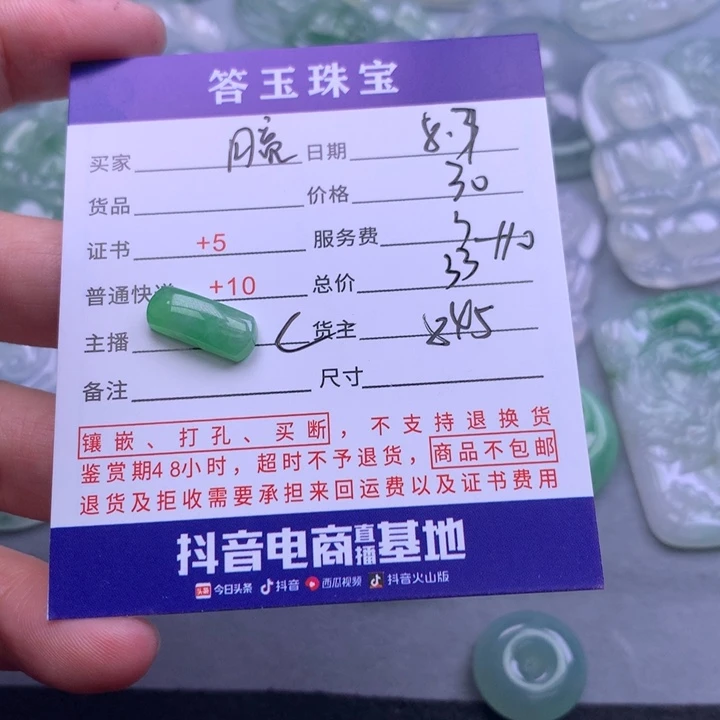 答玉珠宝
买家 日期 8.3
货品 价格 30
证书 +5 服务费 3
普通快 +10 总价 33 +10
主播 货主 845
备注 尺寸
镶嵌、打孔、买断，不支持退换货
鉴赏期48小时，超时不予退货，商品不包邮
退货及拒收需要承担来回运费以及证书费用
抖音电商直播基地
头条 今日头条 抖音 西瓜视频 抖音火山版